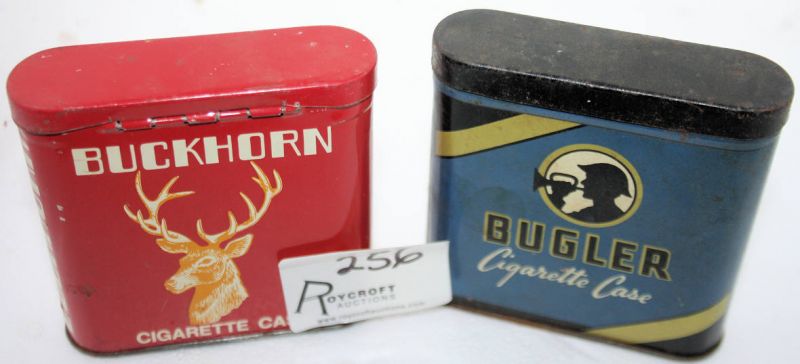 BUCKHORN
CIGARETTE CA
256
ROYCROFT
AUCTIONS
BUGLER
Cigarette Case